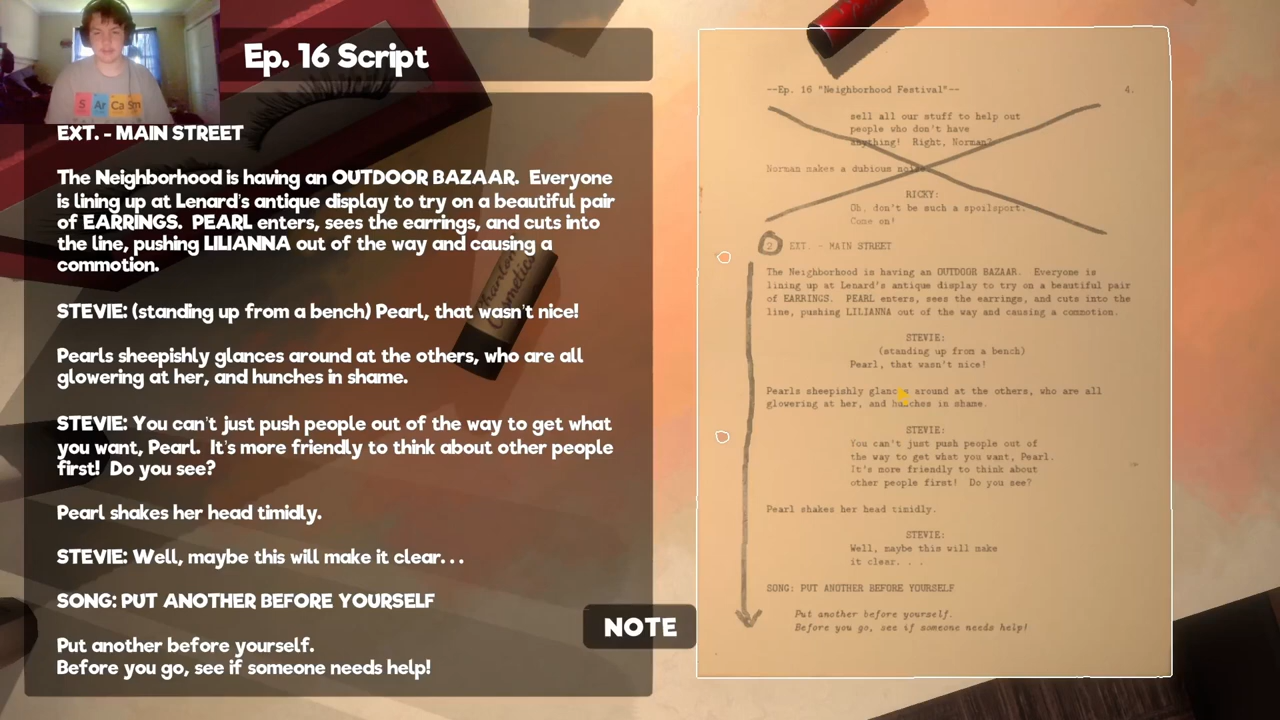 S Ar Ca Sm
Ep. 16 Script
EXT. - MAIN STREET
The Neighborhood is having an OUTDOOR BAZAAR. Everyone
is lining up at Lenard's antique display to try on a beautiful pair
of EARRINGS. PEARL enters, sees the earrings, and cuts into
the line, pushing LILIANNA out of the way and causing a
commotion.
STEVIE: (standing up from a bench) Pearl, that wasn't nice!
Pearls sheepishly glances around at the others, who are all
glowering at her, and hunches in shame.
STEVIE: You can't just push people out of the way to get what
you want, Pearl. It's more friendly to think about other people
first! Do you see?
Pearl shakes her head timidly.
STEVIE: Well, maybe this will make it clear...
SONG: PUT ANOTHER BEFORE YOURSELF
Put another before yourself.
Before you go, see if someone needs help!
Phantom
Cosmetics
NOTE
--Ep. 16 "Neighborhood Festival"-- 4.
sell all our stuff to help out
people who don't have
anything! Right, Norman?
Norman makes a dubious noise.
RICKY:
Oh, don't be such a spoilsport.
Come on!
2 EXT. - MAIN STREET
The Neighborhood is having an OUTDOOR BAZAAR. Everyone is
lining up at Lenard's antique display to try on a beautiful pair
of EARRINGS. PEARL enters, sees the earrings, and cuts into the
line, pushing LILIANNA out of the way and causing a commotion.
STEVIE:
(standing up from a bench)
Pearl, that wasn't nice!
Pearls sheepishly glances around at the others, who are all
glowering at her, and hunches in shame.
STEVIE:
You can't just push people out of
the way to get what you want, Pearl.
It's more friendly to think about
other people first! Do you see?
Pearl shakes her head timidly.
STEVIE:
Well, maybe this will make
it clear. . .
SONG: PUT ANOTHER BEFORE YOURSELF
Put another before yourself.
Before you go, see if someone needs help!